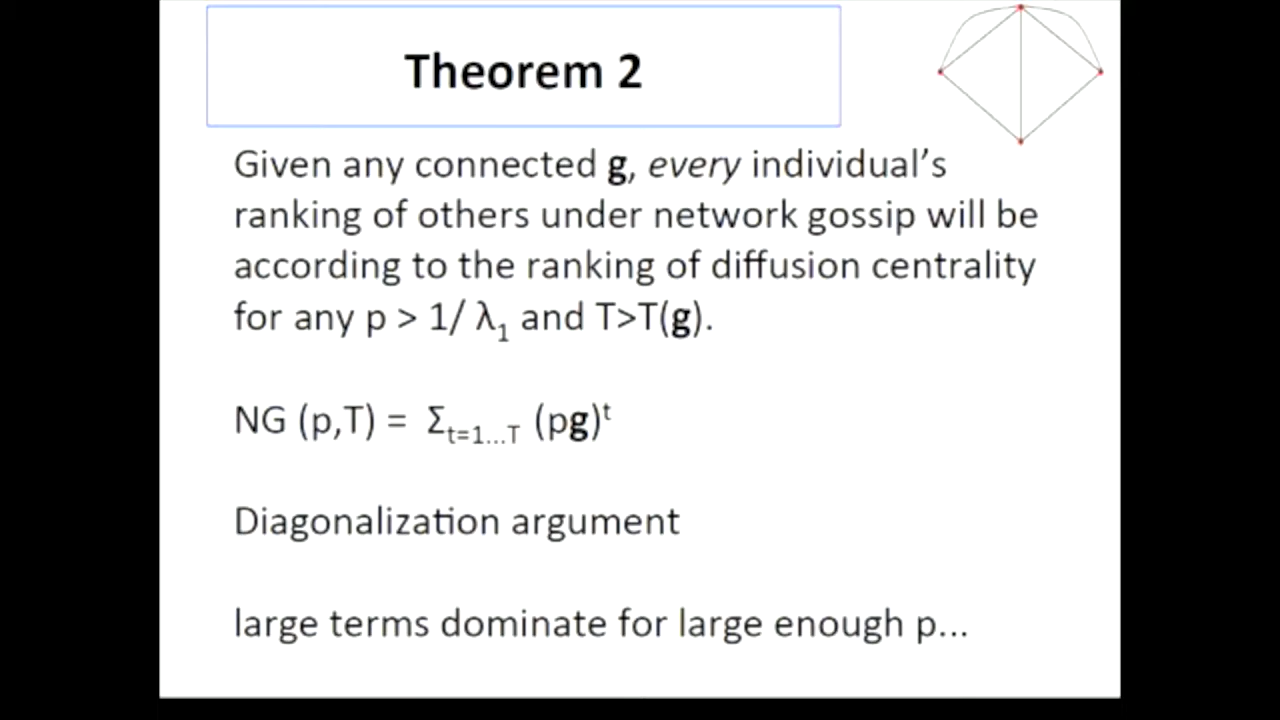 Theorem 2
Given any connected g, every individual's
ranking of others under network gossip will be
according to the ranking of diffusion centrality
for any p > 1/ λ₁ and T>T(g).
NG (p,T) = Σₜ₌₁...T (pg)ᵗ
Diagonalization argument
large terms dominate for large enough p...